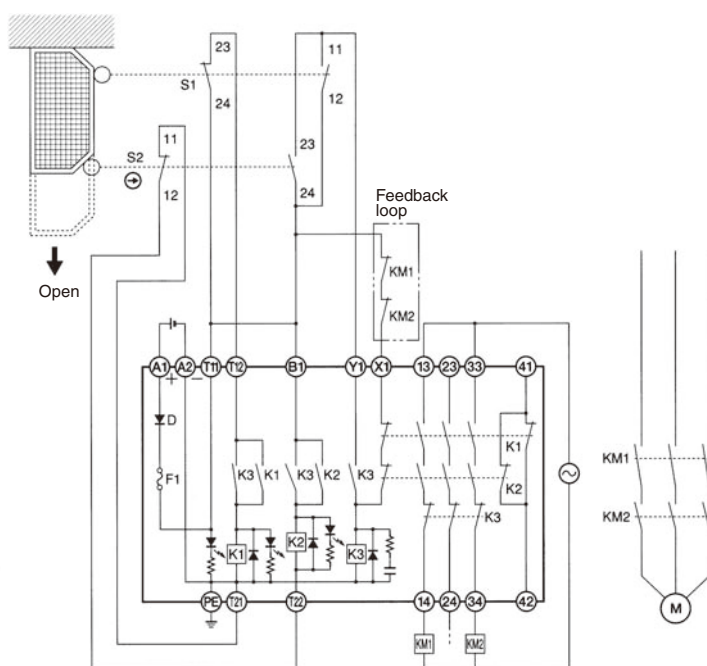 23
11
S1
24
12
11
S2
23
12
24
Feedback
loop
KM1
KM2
Open
A1
A2
T11
T12
B1
Y1
X1
13
23
33
41
+
−
D
F1
K3
K1
K3
K2
K3
K1
K2
K3
K1
K2
K3
KM1
KM2
M
PE
T21
T22
14
24
34
42
KM1
KM2